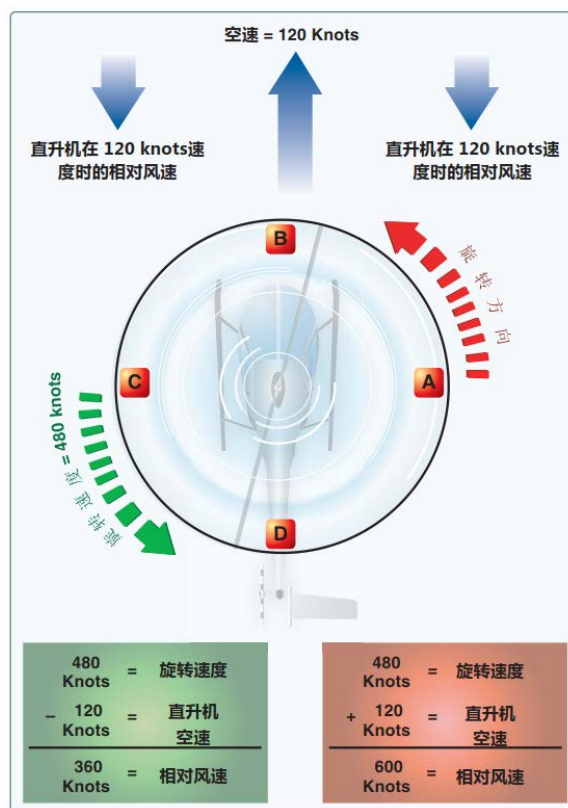 空速 = 120 Knots
直升机在 120 knots速
度时的相对风速
直升机在 120 knots速
度时的相对风速
旋转方向
B
C
A
D
旋转速度 = 480 knots
480
Knots = 旋转速度
− 120
Knots = 直升机
空速
360
Knots = 相对风速
480
Knots = 旋转速度
+ 120
Knots = 直升机
空速
600
Knots = 相对风速